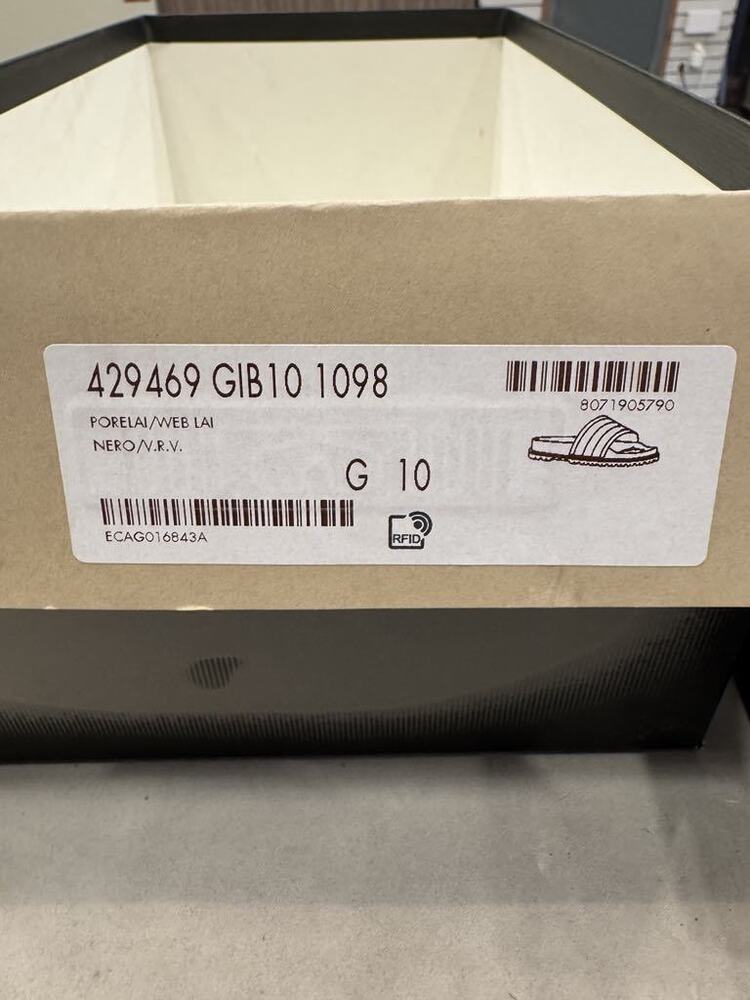 429469 GIB10 1098
8071905790
PORELAI/WEB LAI
NERO/V.R.V.
G 10
ECAG016843A
RFID